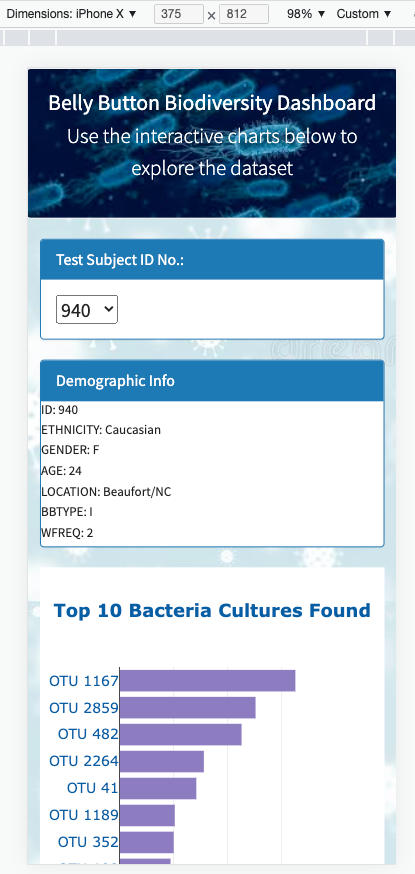 Dimensions: iPhone X ▼ 375 × 812 98% ▼ Custom ▼
Belly Button Biodiversity Dashboard
Use the interactive charts below to
explore the dataset
Test Subject ID No.:
940
Demographic Info
ID: 940
ETHNICITY: Caucasian
GENDER: F
AGE: 24
LOCATION: Beaufort/NC
BBTYPE: I
WFREQ: 2
Top 10 Bacteria Cultures Found
OTU 1167
OTU 2859
OTU 482
OTU 2264
OTU 41
OTU 1189
OTU 352